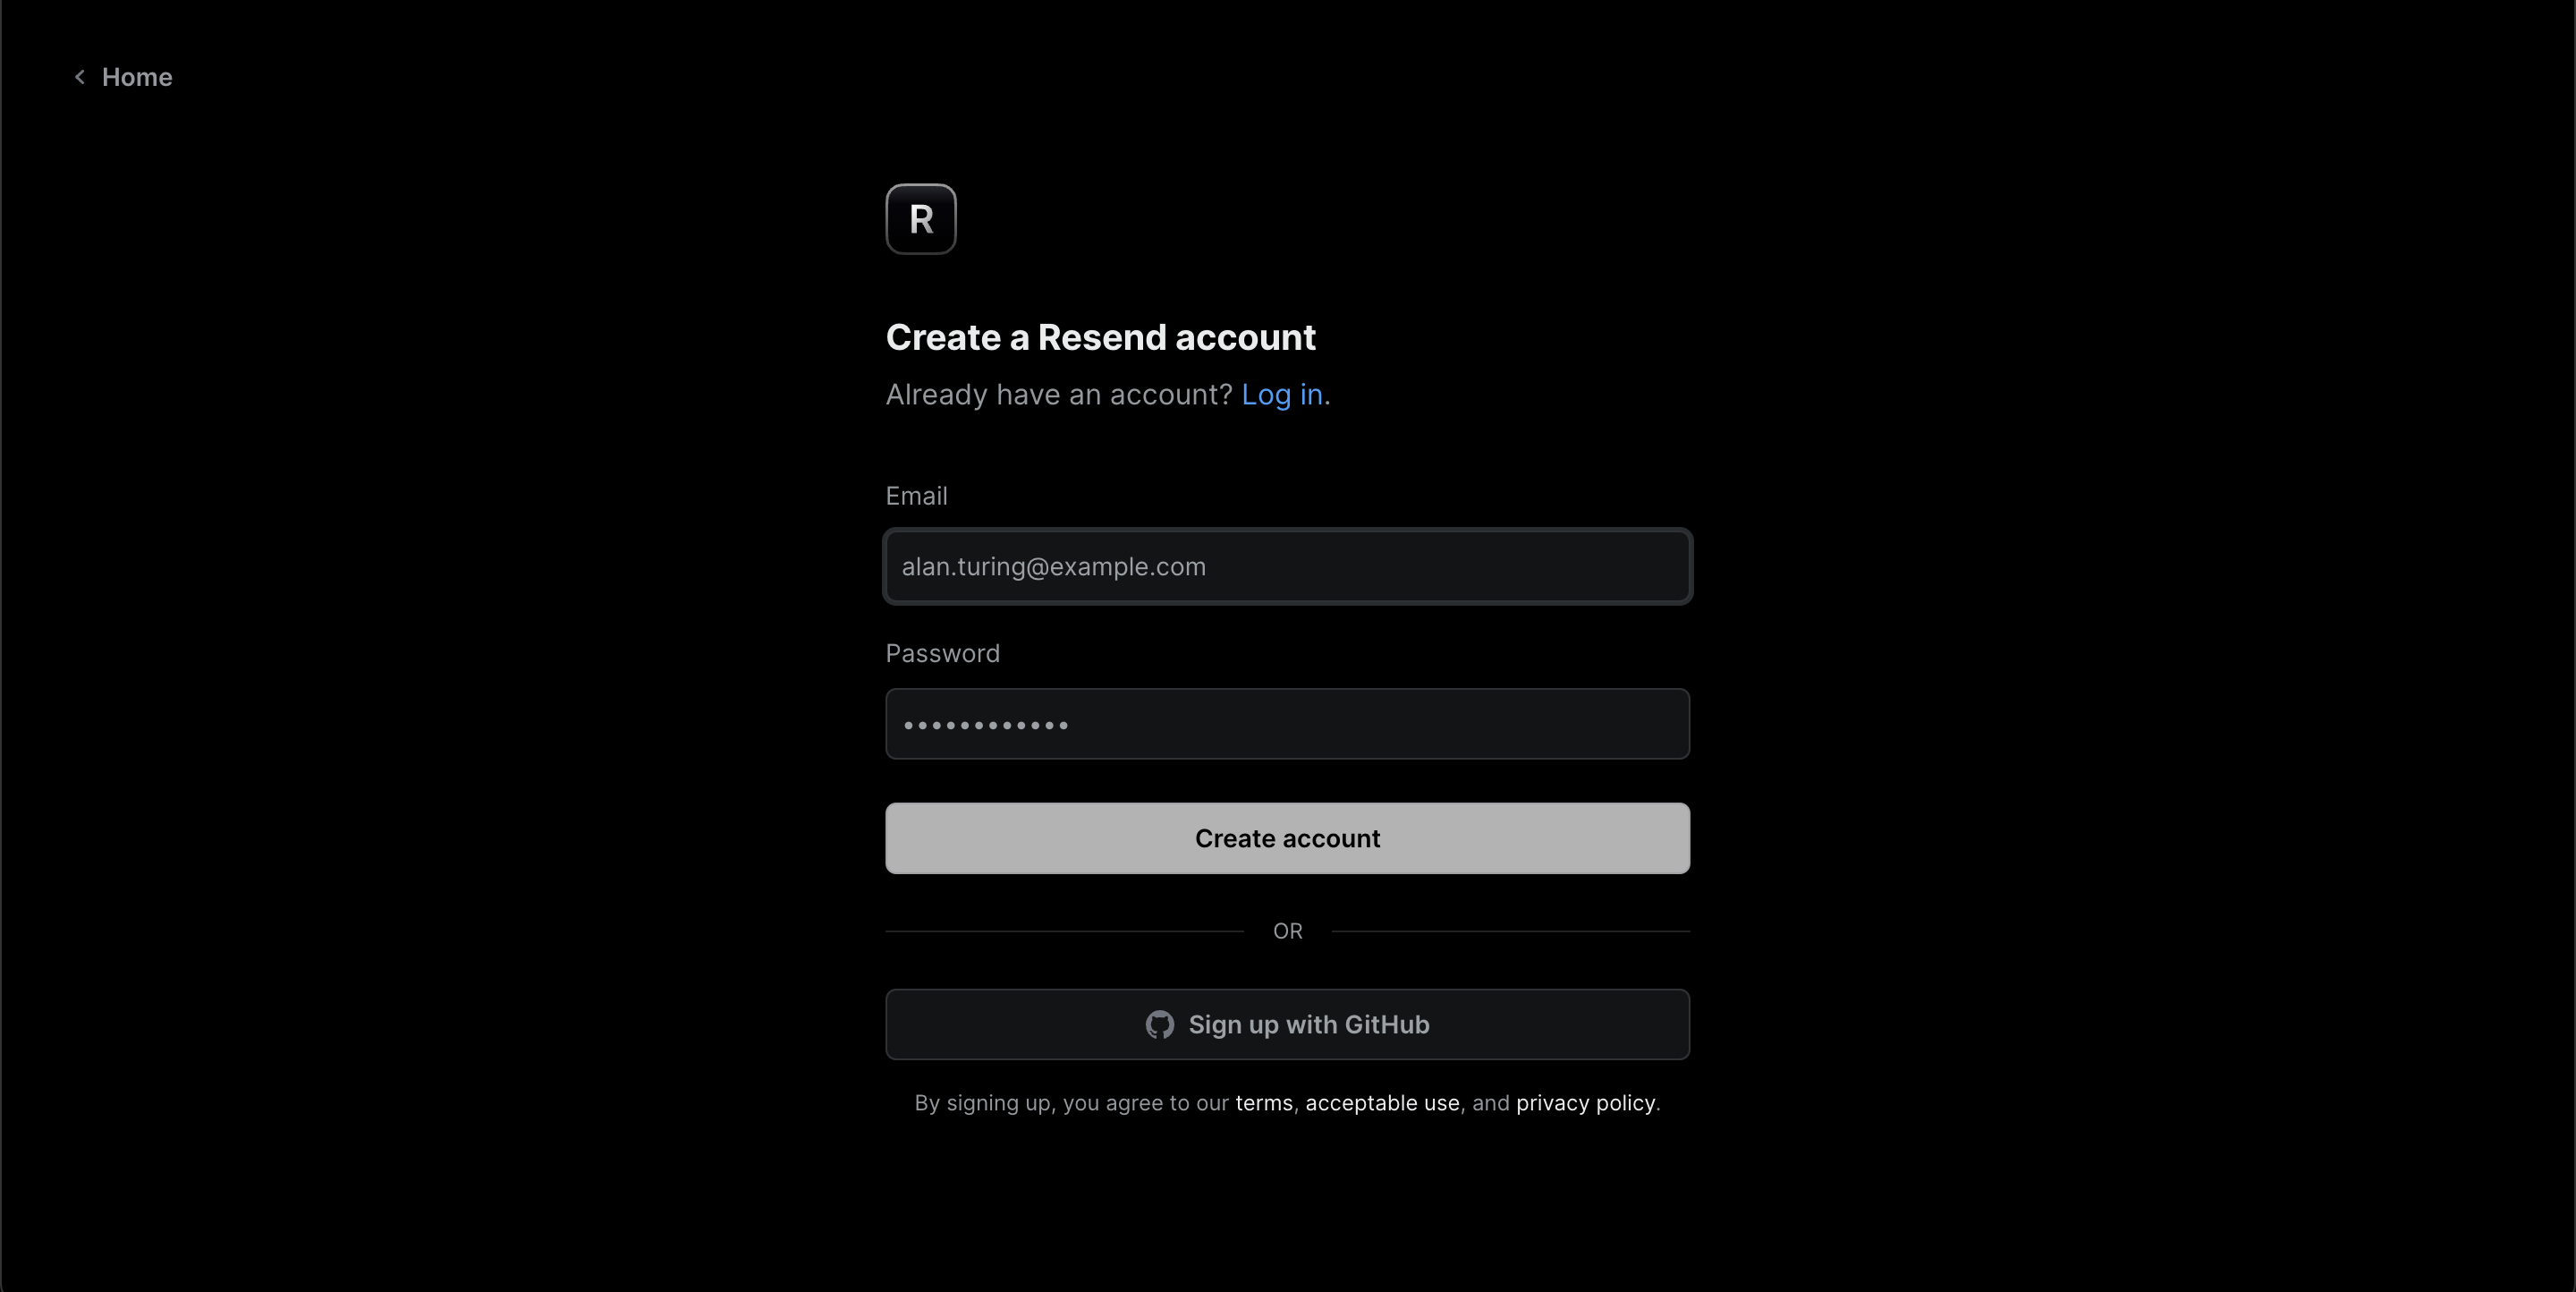 Home
R
Create a Resend account
Already have an account? Log in.
Email
alan.turing@example.com
Password
••••••••••••
Create account
OR
Sign up with GitHub
By signing up, you agree to our terms, acceptable use, and privacy policy.